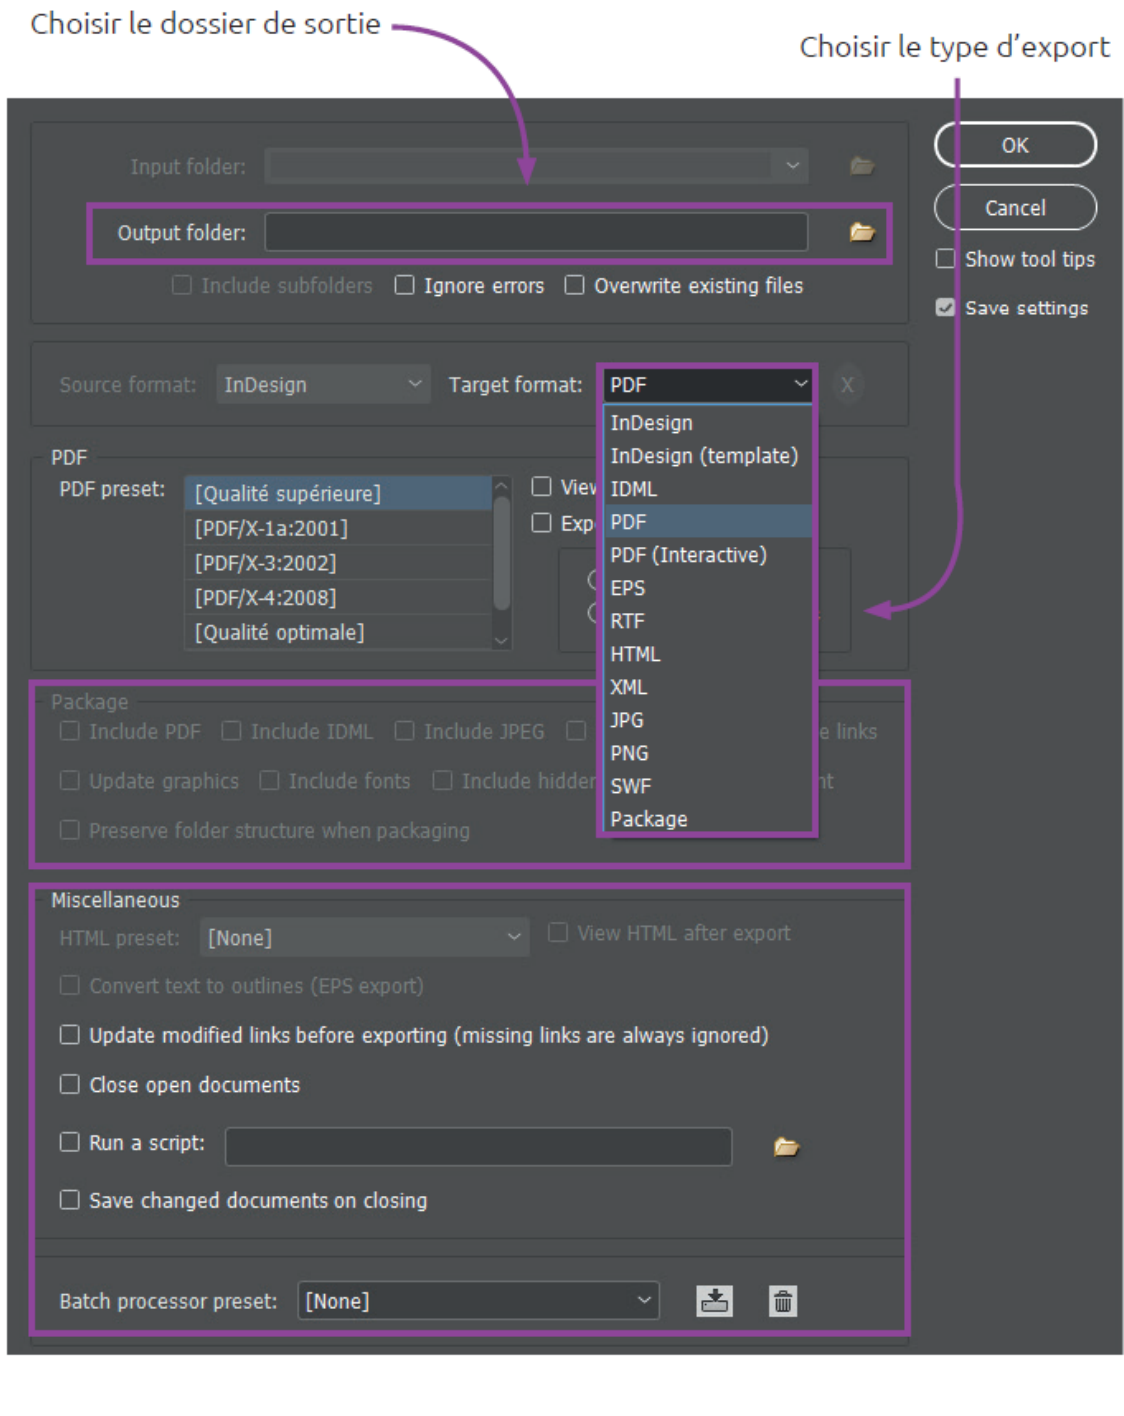 Choisir le dossier de sortie
Choisir le type d'export
Input folder:
OK
Output folder:
Cancel
Include subfolders Ignore errors Overwrite existing files
Show tool tips
Save settings
Source format: InDesign Target format: PDF X
InDesign
InDesign (template)
IDML
PDF
PDF (Interactive)
EPS
RTF
HTML
XML
JPG
PNG
SWF
Package
PDF
PDF preset: [Qualité supérieure]
[PDF/X-1a:2001]
[PDF/X-3:2002]
[PDF/X-4:2008]
[Qualité optimale]
Package
Include PDF Include IDML Include JPEG links
Update graphics Include fonts Include hidden
Preserve folder structure when packaging
Miscellaneous
HTML preset: [None] View HTML after export
Convert text to outlines (EPS export)
Update modified links before exporting (missing links are always ignored)
Close open documents
Run a script:
Save changed documents on closing
Batch processor preset: [None]